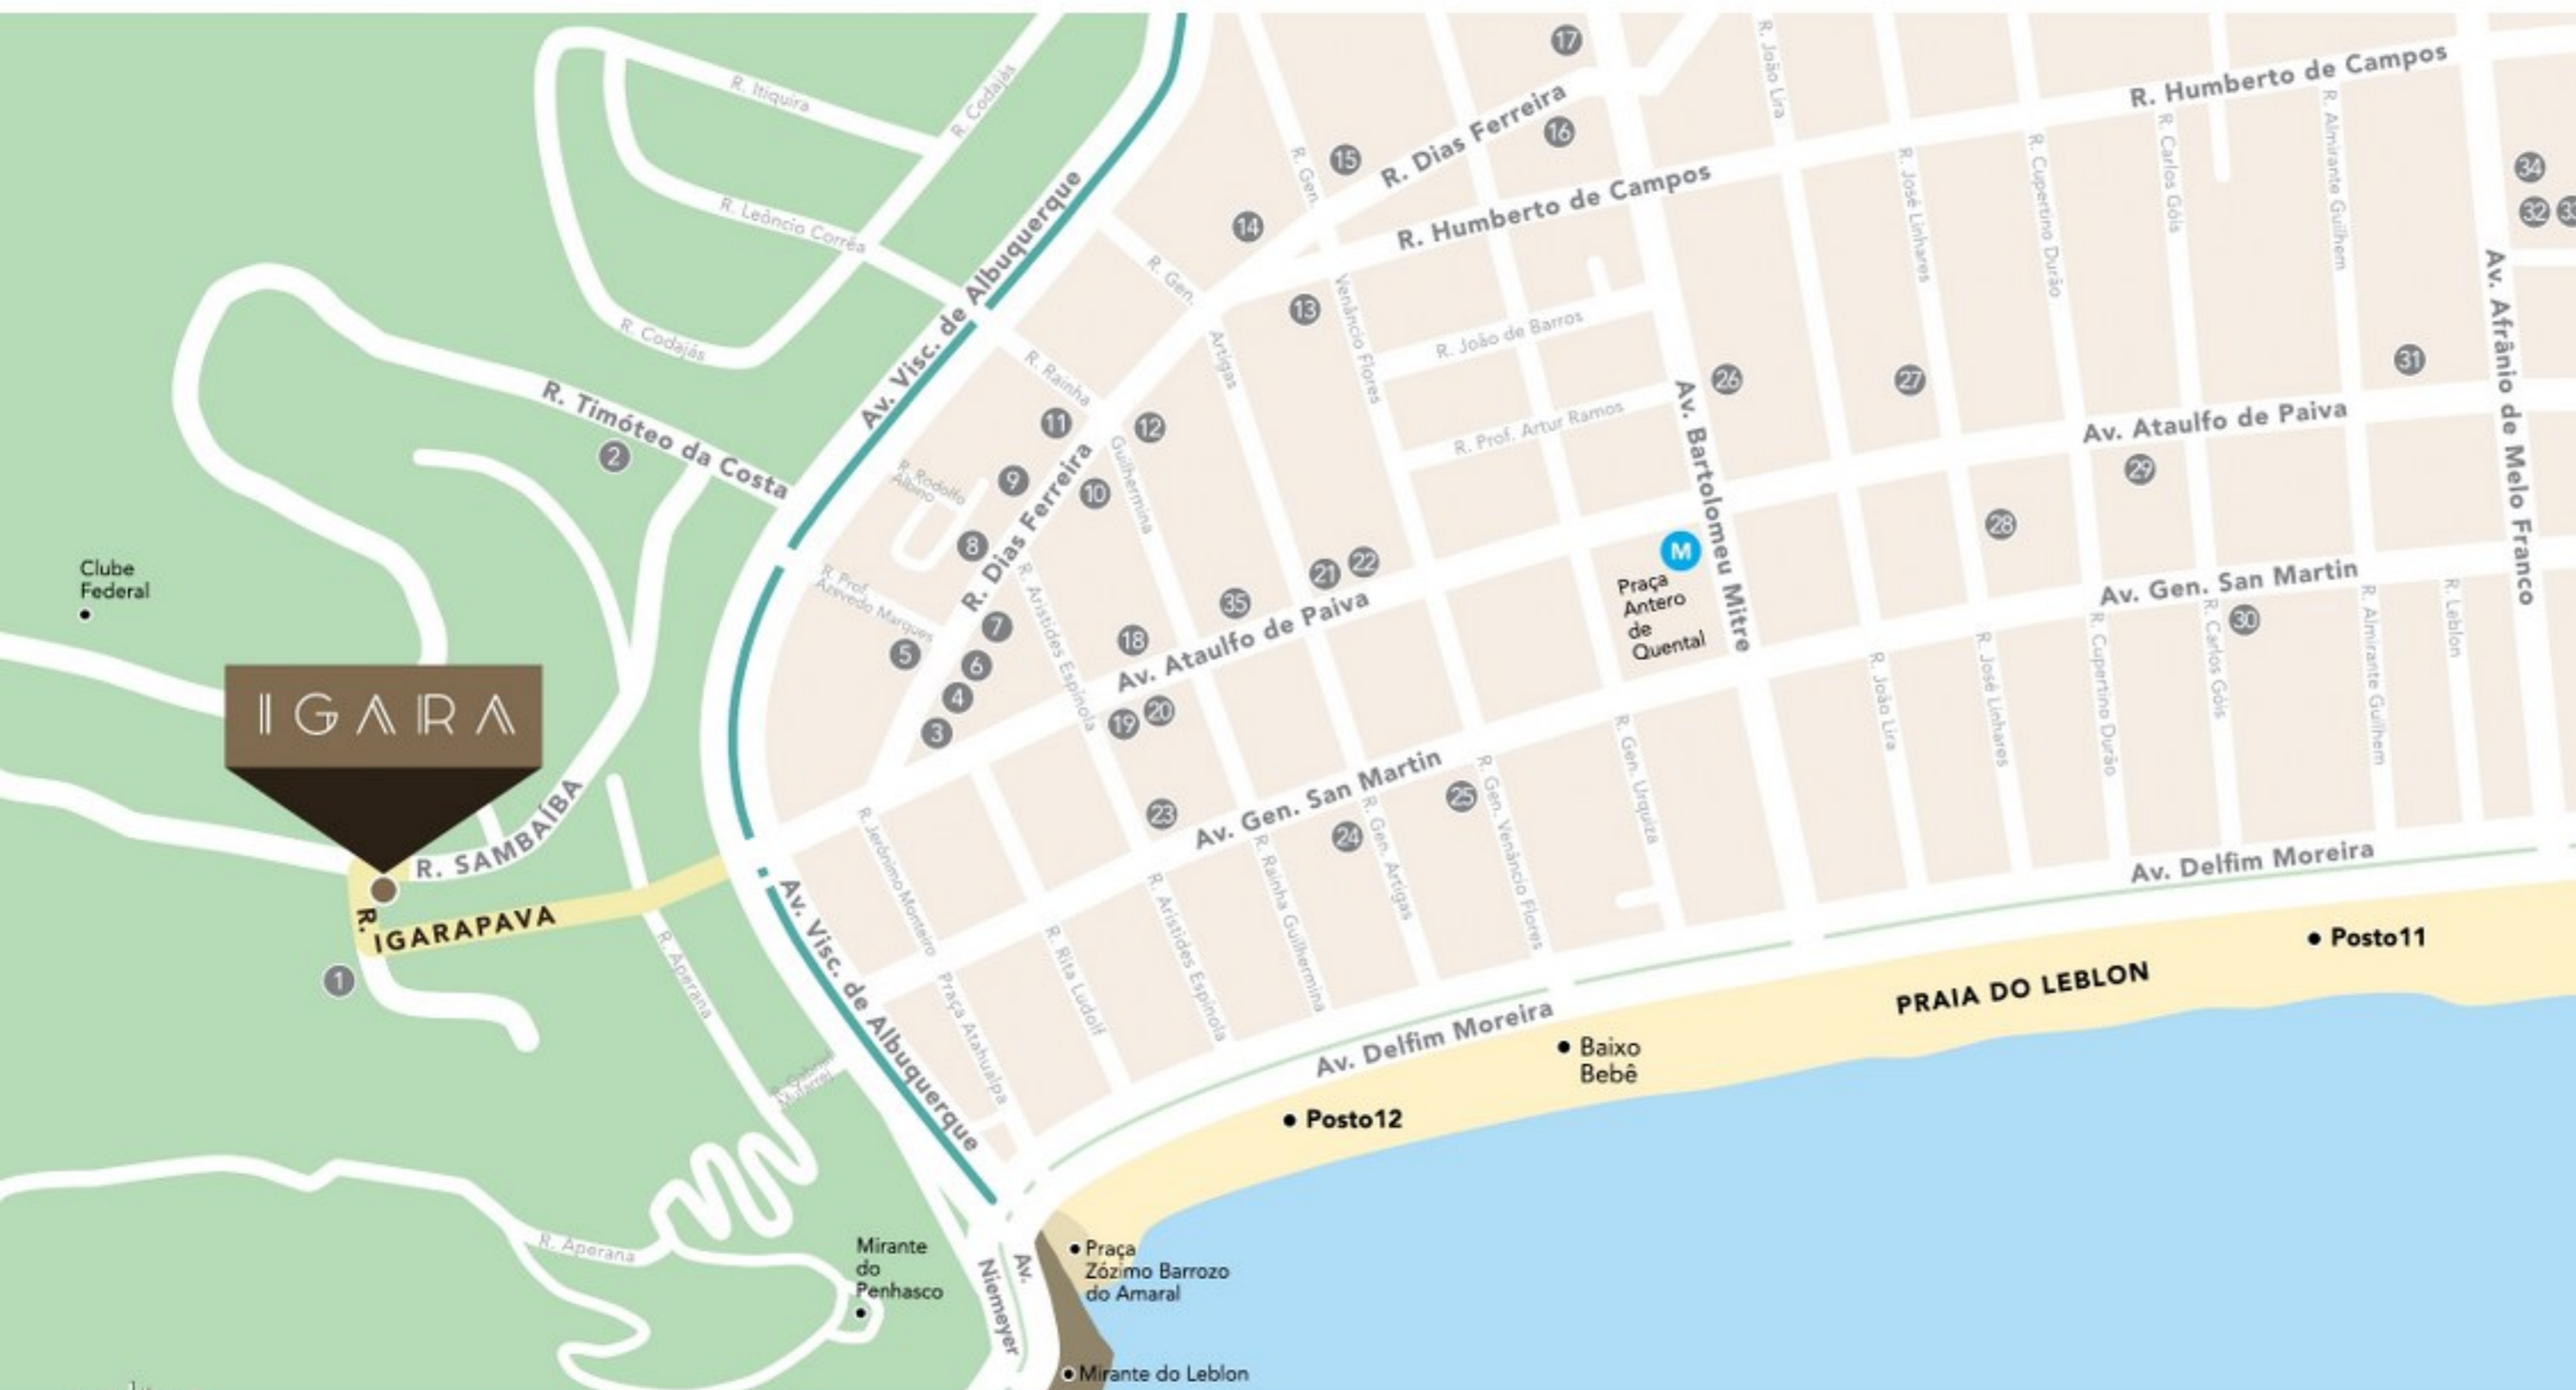 R. Itiquira
R. Codajás
R. Leôncio Corrêa
R. Codajás
Av. Visc. de Albuquerque
R. Timóteo da Costa
2
Clube
Federal
IGARA
R. SAMBAÍBA
R. IGARAPAVA
1
R. Aperana
R. Aperana
Mirante
do
Penhasco
Av. Visc. de Albuquerque
Av.
Niemeyer
Praça
Zózimo Barrozo
do Amaral
Mirante do Leblon
17
R. Dias Ferreira
16
15
14
13
R. Humberto de Campos
R. Humberto de Campos
R. Gen.
Venâncio Flores
R. Gen.
Artigas
R. Rainha
Guilhermina
11
12
9
10
8
R. Rodolfo
Albino
R. Dias Ferreira
R. Prof.
Azevedo Marques
7
5
6
4
3
R. Aristides Espínola
R. João de Barros
R. Prof. Artur Ramos
R. João Lira
R. José Linhares
R. Cupertino Durão
R. Carlos Góis
R. Almirante Guilhem
34
32
Av. Afrânio de Melo Franco
26
27
31
Av. Bartolomeu Mitre
Av. Ataulfo de Paiva
29
28
M
Praça
Antero
de
Quental
Av. Gen. San Martin
30
18
35
21
22
Av. Ataulfo de Paiva
19
20
23
Av. Gen. San Martin
24
25
R. Jerônimo Monteiro
Praça Atahualpa
R. Rita Ludolf
R. Aristides Espínola
R. Rainha Guilhermina
R. Gen. Artigas
R. Gen. Venâncio Flores
R. Gen. Urquiza
R. João Lira
R. José Linhares
R. Cupertino Durão
R. Carlos Góis
R. Almirante Guilhem
R. Leblon
Av. Delfim Moreira
Av. Delfim Moreira
Posto11
PRAIA DO LEBLON
Baixo
Bebê
Posto12